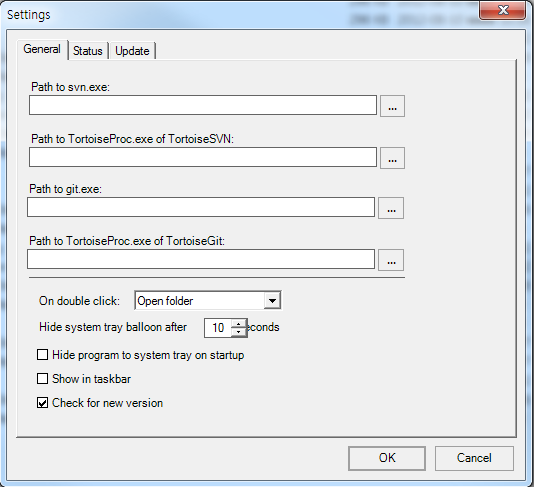 Settings
General Status Update
Path to svn.exe:
...
Path to TortoiseProc.exe of TortoiseSVN:
...
Path to git.exe:
...
Path to TortoiseProc.exe of TortoiseGit:
...
On double click: Open folder
Hide system tray balloon after 10 econds
Hide program to system tray on startup
Show in taskbar
Check for new version
OK Cancel